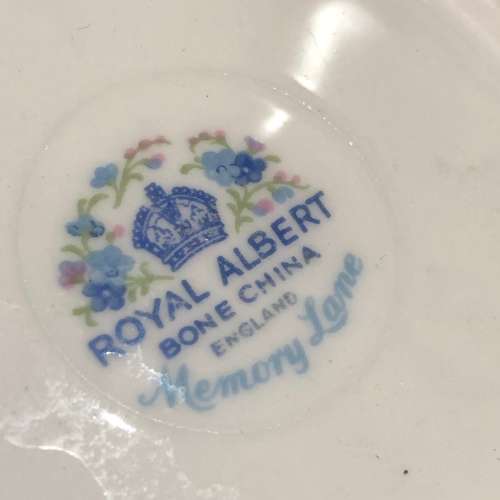 ROYAL ALBERT
BONE CHINA
ENGLAND
Memory Lane